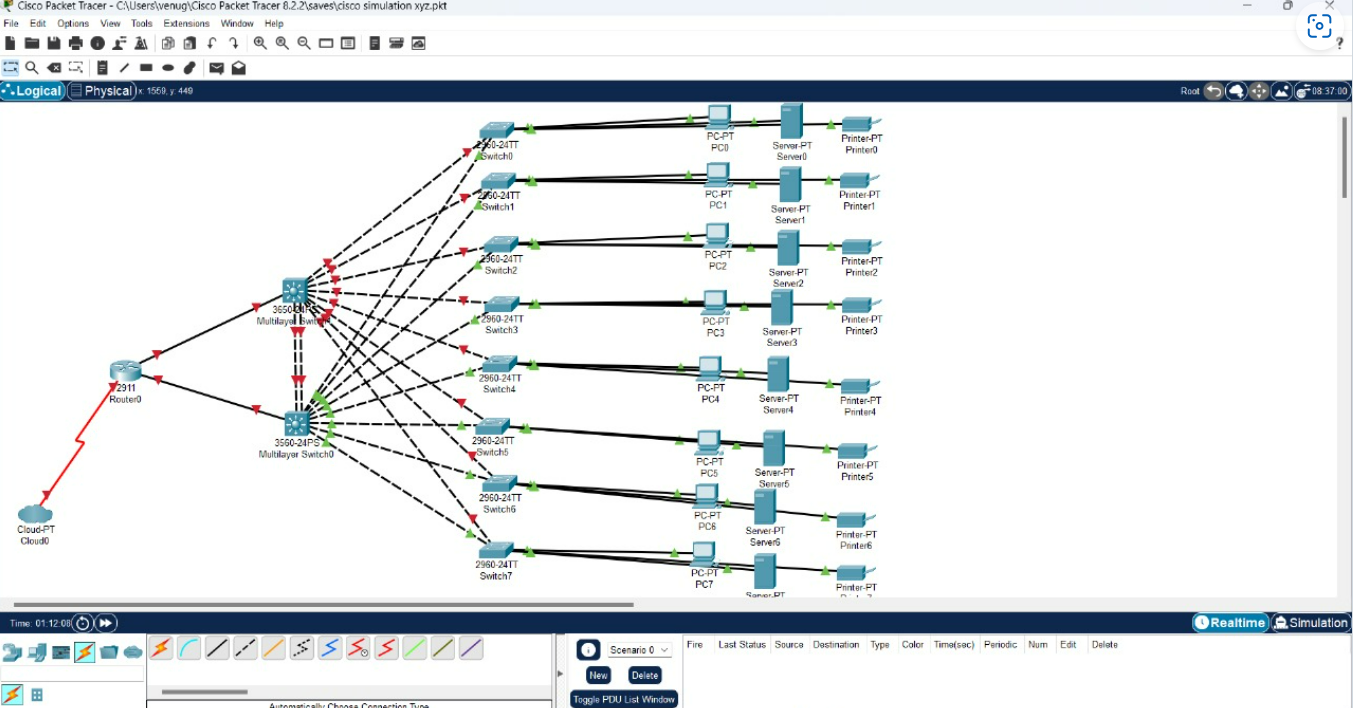 Cisco Packet Tracer - C:\Users\venug\Cisco Packet Tracer 8.2.2\saves\cisco simulation xyz.pkt
File Edit Options View Tools Extensions Window Help
?
Logical Physical x: 1559, y: 449
Root 08:37:00
2960-24TT
Switch0
PC-PT
PC0
Server-PT
Server0
Printer-PT
Printer0
2960-24TT
Switch1
PC-PT
PC1
Server-PT
Server1
Printer-PT
Printer1
2960-24TT
Switch2
PC-PT
PC2
Server-PT
Server2
Printer-PT
Printer2
3650-24PS
Multilayer Switch
2960-24TT
Switch3
PC-PT
PC3
Server-PT
Server3
Printer-PT
Printer3
2911
Router0
2960-24TT
Switch4
PC-PT
PC4
Server-PT
Server4
Printer-PT
Printer4
3560-24PS
Multilayer Switch0
2960-24TT
Switch5
PC-PT
PC5
Server-PT
Server5
Printer-PT
Printer5
2960-24TT
Switch6
PC-PT
PC6
Server-PT
Server6
Printer-PT
Printer6
Cloud-PT
Cloud0
2960-24TT
Switch7
PC-PT
PC7
Server-PT
Printer-PT
Time: 01:12:08
Realtime Simulation
Scenario 0
New Delete
Toggle PDU List Window
Fire Last Status Source Destination Type Color Time(sec) Periodic Num Edit Delete
Automatically Choose Connection Type